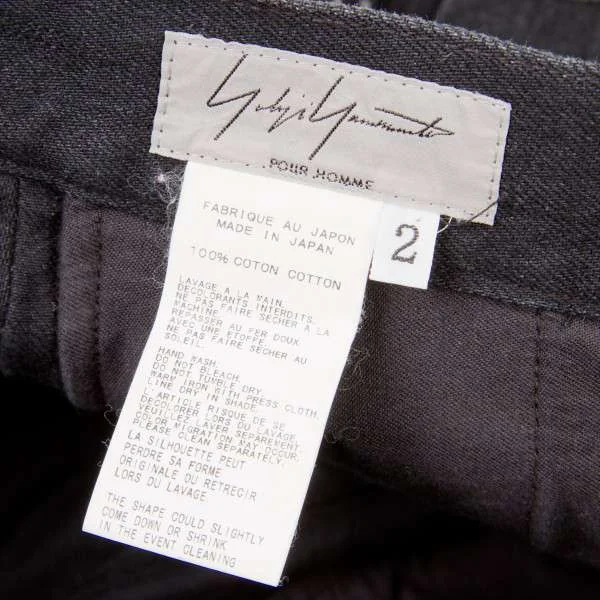 Yohji Yamamoto
POUR HOMME
2
FABRIQUE AU JAPON
MADE IN JAPAN
100% COTON COTTON
LAVAGE A LA MAIN.
DECOLORANTS INTERDITS.
NE PAS FAIRE SECHER A LA
MACHINE.
REPASSER AU FER DOUX
AVEC UNE ETOFFE.
NE PAS FAIRE SECHER AU
SOLEIL
HAND WASH.
DO NOT BLEACH.
DO NOT TUMBLE DRY.
WARM IRON WITH PRESS CLOTH.
LINE DRY IN SHADE.
L'ARTICLE RISQUE DE SE
DECOLORER LORS DU LAVAGE.
VEUILLEZ LAVER SEPAREMENT.
COLOR MIGRATION MAY OCCUR.
PLEASE CLEAN SEPARATELY.
LA SILHOUETTE PEUT
PERDRE SA FORME
ORIGINALE OU RETRECIR
LORS DU LAVAGE
THE SHAPE COULD SLIGHTLY
COME DOWN OR SHRINK
IN THE EVENT CLEANING